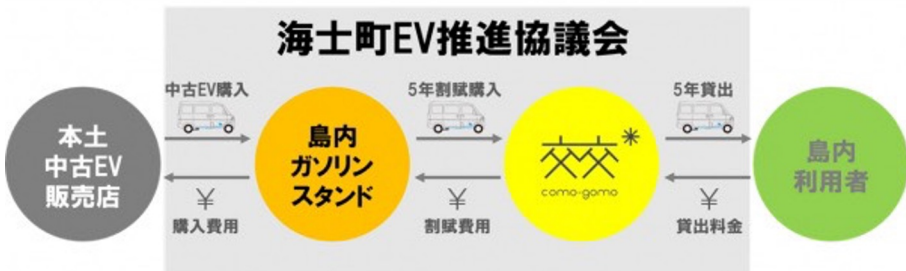 海士町EV推進協議会
中古EV購入
5年割賦購入
5年貸出
本土
中古EV
販売店
島内
ガソリン
スタンド
交交*
como-gomo
島内
利用者
¥
¥
¥
購入費用
割賦費用
貸出料金